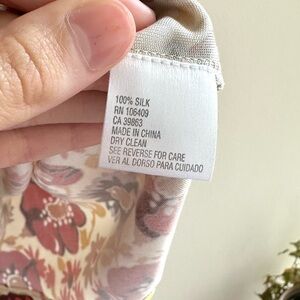 100% SILK
RN 106409
CA 39863
MADE IN CHINA
DRY CLEAN
SEE REVERSE FOR CARE
VER AL DORSO PARA CUIDADO